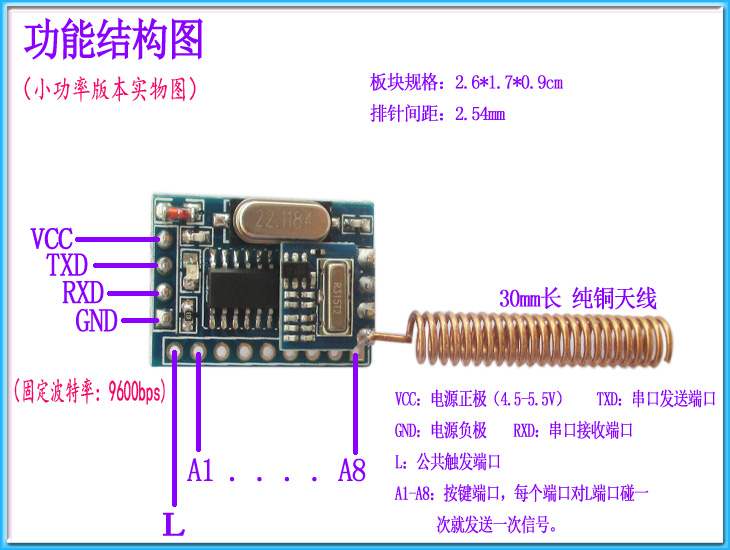 功能结构图
(小功率版本实物图)
板块规格：2.6*1.7*0.9cm
排针间距：2.54mm
22.1184
R31572
VCC
TXD
RXD
GND
30mm长 纯铜天线
(固定波特率：9600bps)
VCC：电源正极（4.5-5.5V） TXD：串口发送端口
GND：电源负极 RXD：串口接收端口
L：公共触发端口
A1-A8：按键端口，每个端口对L端口碰一
次就发送一次信号。
A1 . . . . A8
L